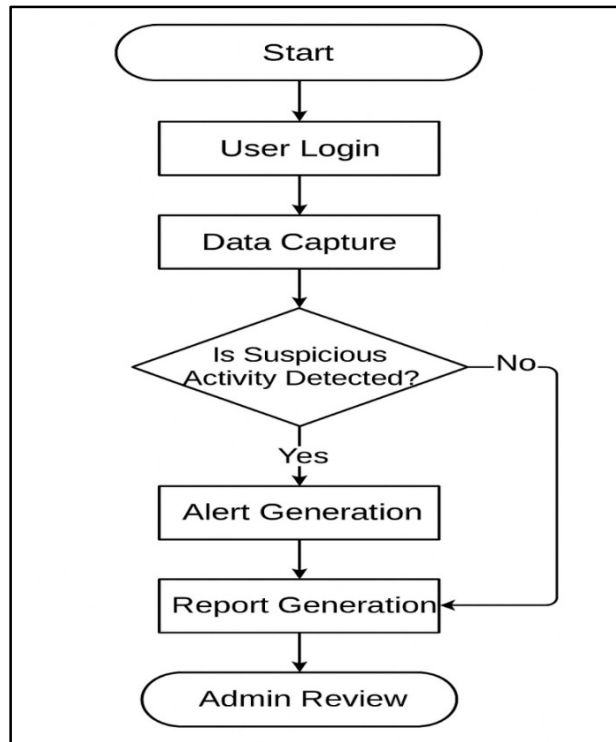 Start
User Login
Data Capture
Is Suspicious
Activity Detected?
No
Yes
Alert Generation
Report Generation
Admin Review